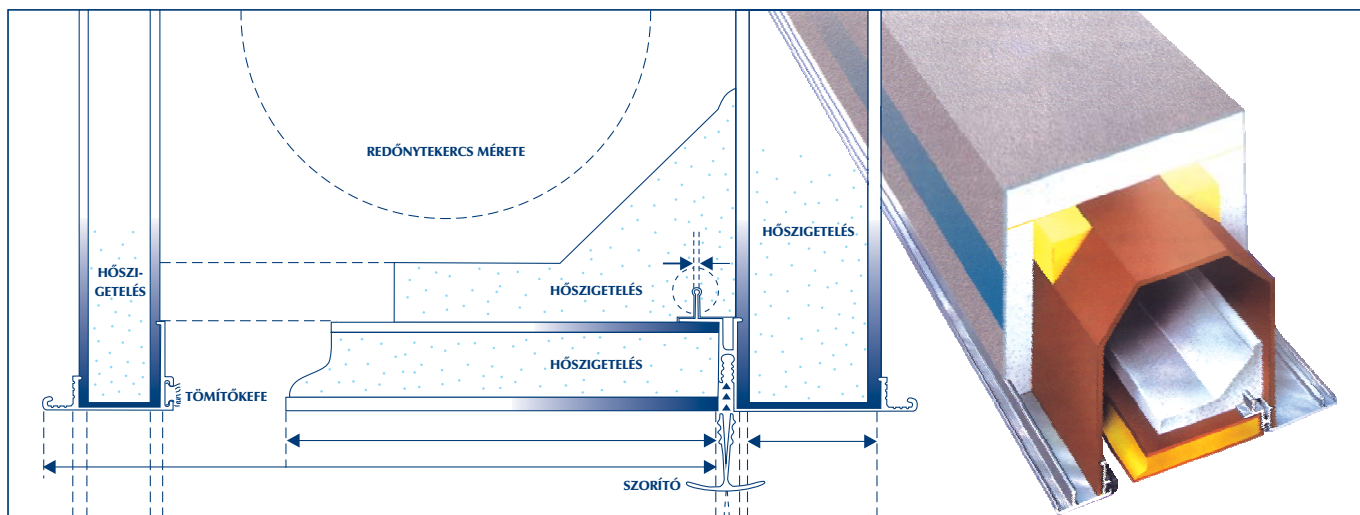 REDŐNYTEKERCS MÉRETE
HŐSZIGETELÉS
HŐSZI-
GETELÉS
HŐSZIGETELÉS
HŐSZIGETELÉS
TÖMÍTŐKEFE
SZORÍTÓ